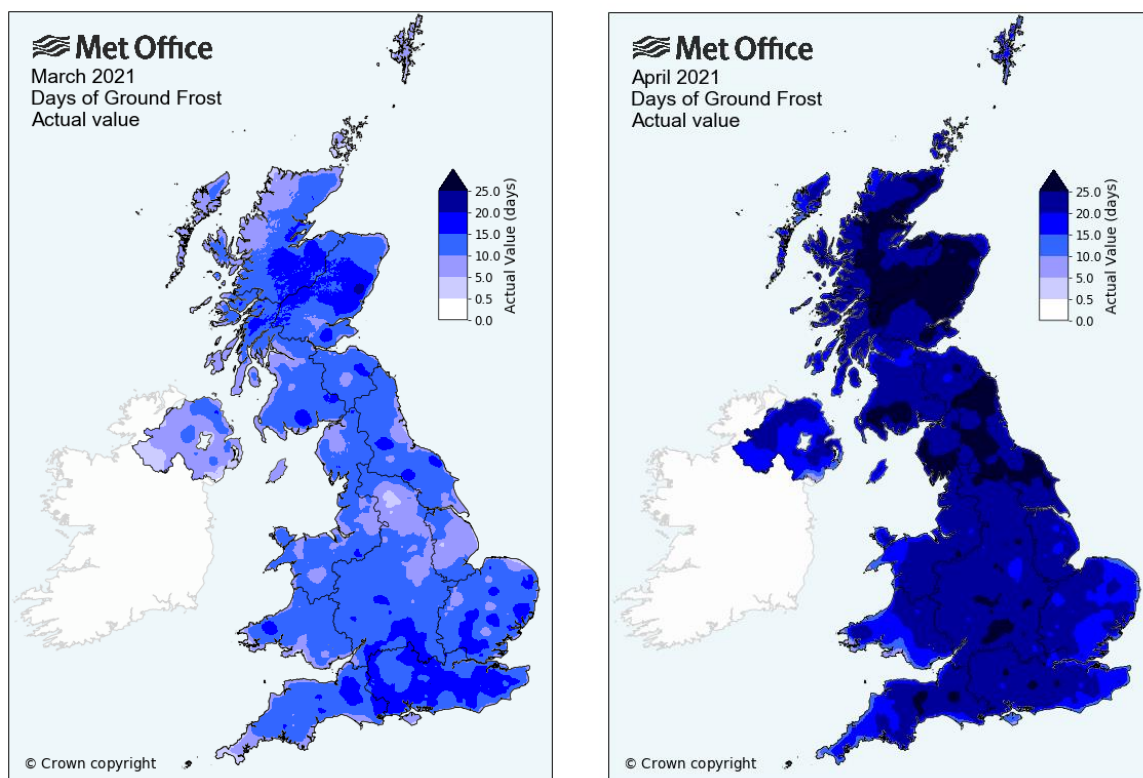 Met Office
March 2021
Days of Ground Frost
Actual value
25.0
20.0
15.0
10.0
5.0
0.5
0.0
Actual Value (days)
© Crown copyright
Met Office
April 2021
Days of Ground Frost
Actual value
25.0
20.0
15.0
10.0
5.0
0.5
0.0
Actual Value (days)
© Crown copyright